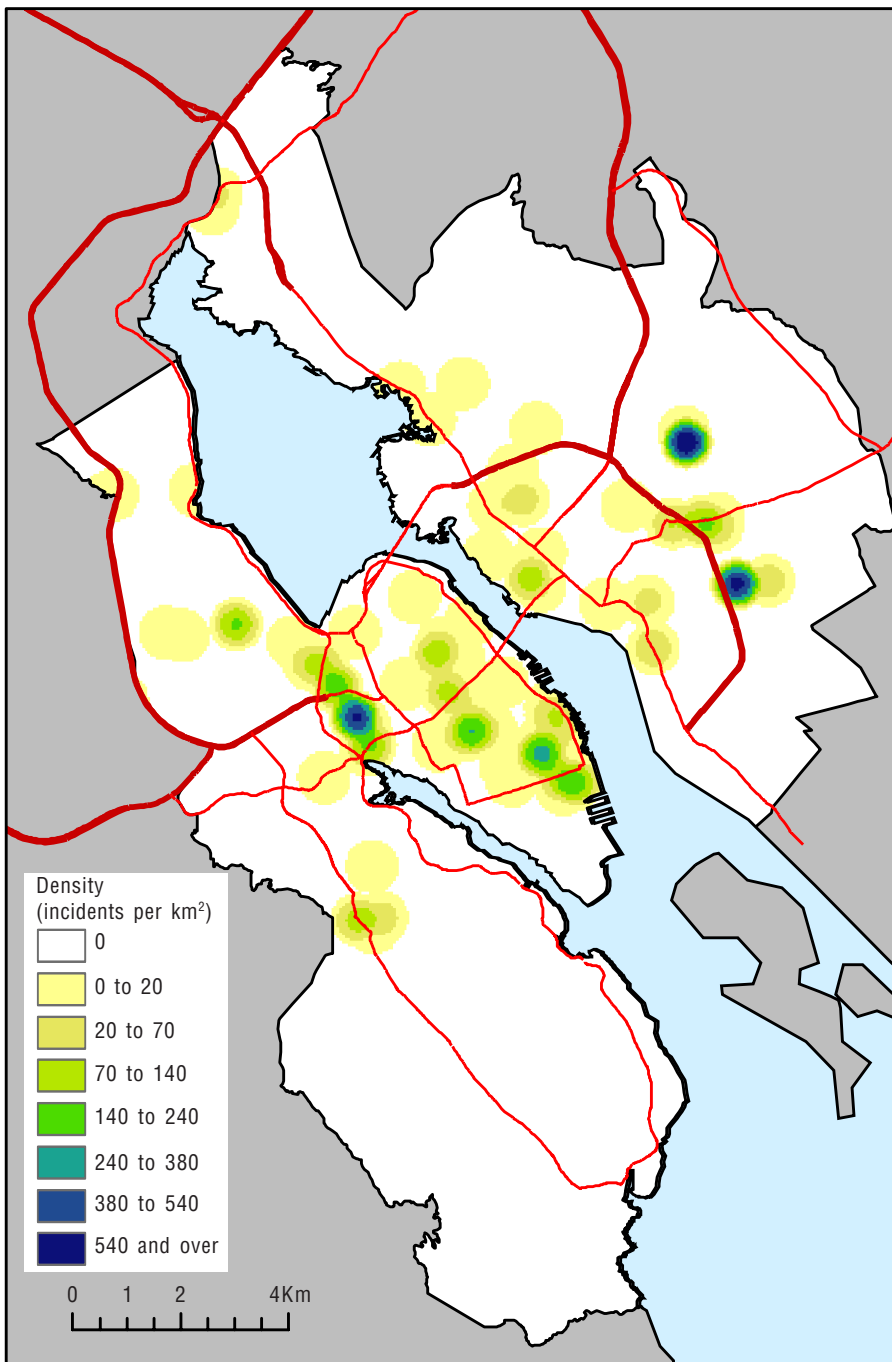 Density
(incidents per km²)
0
0 to 20
20 to 70
70 to 140
140 to 240
240 to 380
380 to 540
540 and over
0 1 2 4Km